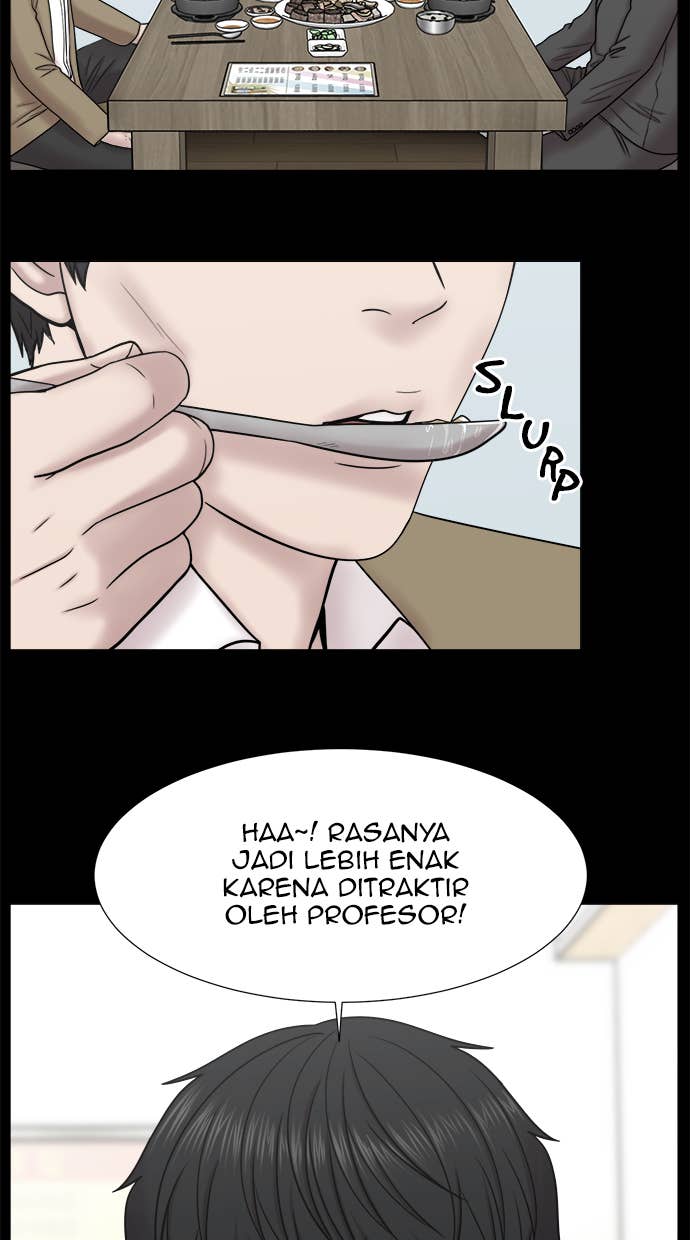 SLURP
HAA~! RASANYA
JADI LEBIH ENAK
KARENA DITRAKTIR
OLEH PROFESOR!